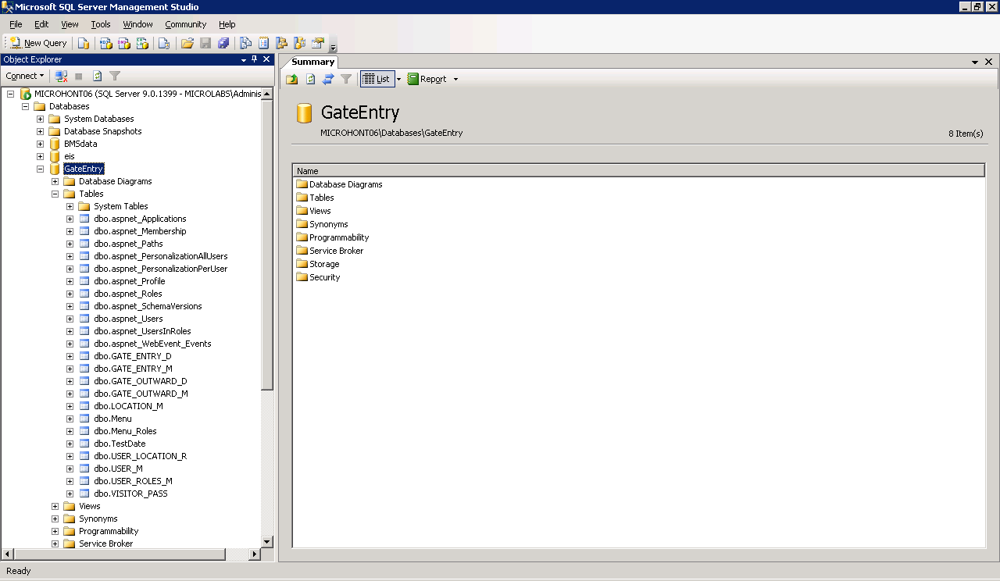 Microsoft SQL Server Management Studio
File Edit View Tools Window Community Help
New Query
Object Explorer
Connect
MICROHONT06 (SQL Server 9.0.1399 - MICROLABS\Adminis
Databases
System Databases
Database Snapshots
BMSdata
eis
GateEntry
Database Diagrams
Tables
System Tables
dbo.aspnet_Applications
dbo.aspnet_Membership
dbo.aspnet_Paths
dbo.aspnet_PersonalizationAllUsers
dbo.aspnet_PersonalizationPerUser
dbo.aspnet_Profile
dbo.aspnet_Roles
dbo.aspnet_SchemaVersions
dbo.aspnet_Users
dbo.aspnet_UsersInRoles
dbo.aspnet_WebEvent_Events
dbo.GATE_ENTRY_D
dbo.GATE_ENTRY_M
dbo.GATE_OUTWARD_D
dbo.GATE_OUTWARD_M
dbo.LOCATION_M
dbo.Menu
dbo.Menu_Roles
dbo.TestDate
dbo.USER_LOCATION_R
dbo.USER_M
dbo.USER_ROLES_M
dbo.VISITOR_PASS
Views
Synonyms
Programmability
Service Broker
Summary
List Report
GateEntry
MICROHONT06\Databases\GateEntry 8 Item(s)
Name
Database Diagrams
Tables
Views
Synonyms
Programmability
Service Broker
Storage
Security
Ready